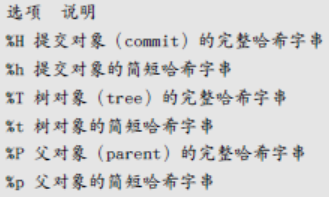 选项 说明
%H 提交对象（commit）的完整哈希字串
%h 提交对象的简短哈希字串
%T 树对象（tree）的完整哈希字串
%t 树对象的简短哈希字串
%P 父对象（parent）的完整哈希字串
%p 父对象的简短哈希字串